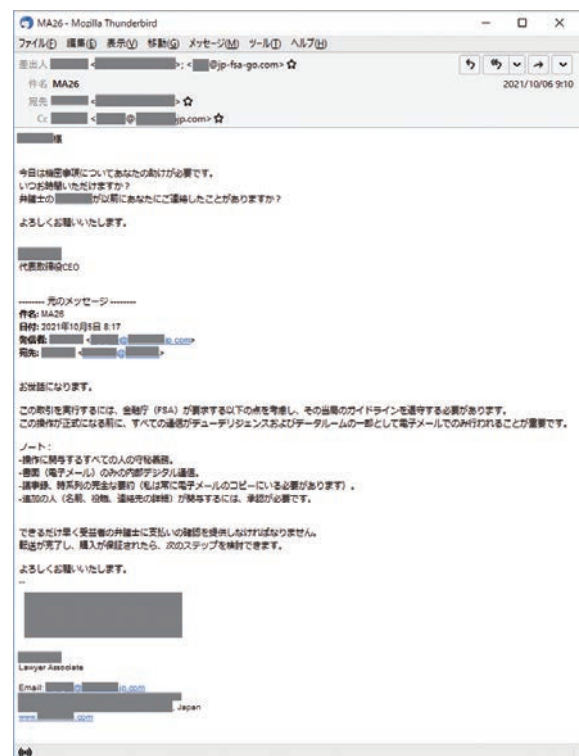 MA26 - Mozilla Thunderbird
ファイル(F) 編集(E) 表示(V) 移動(G) メッセージ(M) ツール(T) ヘルプ(H)
差出人 < >; < @jp-fsa-go.com>
件名 MA26
2021/10/06 9:10
宛先 < >
Cc < @ jp.com>
様
今日は機密事項についてあなたの助けが必要です。
いつお時間いただけますか？
弁護士の が以前にあなたにご連絡したことがありますか？
よろしくお願いいたします。
代表取締役CEO
-------- 元のメッセージ --------
件名: MA26
日付: 2021年10月5日 8:17
発信者: < @ jp.com>
宛先: < @ >
お世話になります。
この取引を実行するには、金融庁（FSA）が要求する以下の点を考慮し、その当局のガイドラインを遵守する必要があります。
この操作が正式になる前に、すべての通信がデューデリジェンスおよびデータルームの一部として電子メールでのみ行われることが重要です。
ノート：
-操作に関与するすべての人の守秘義務。
-書面（電子メール）のみの内部デジタル通信。
-議事録、時系列の完全な要約（私は常に電子メールのコピーにいる必要があります）。
-追加の人（名前、役職、連絡先の詳細）が関与するには、承認が必要です。
できるだけ早く受益者の弁護士に支払いの確認を提供しなければなりません。
転送が完了し、購入が保証されたら、次のステップを検討できます。
よろしくお願いいたします。
--
Lawyer Associate
Email: @ jp.com
, Japan
www. .com